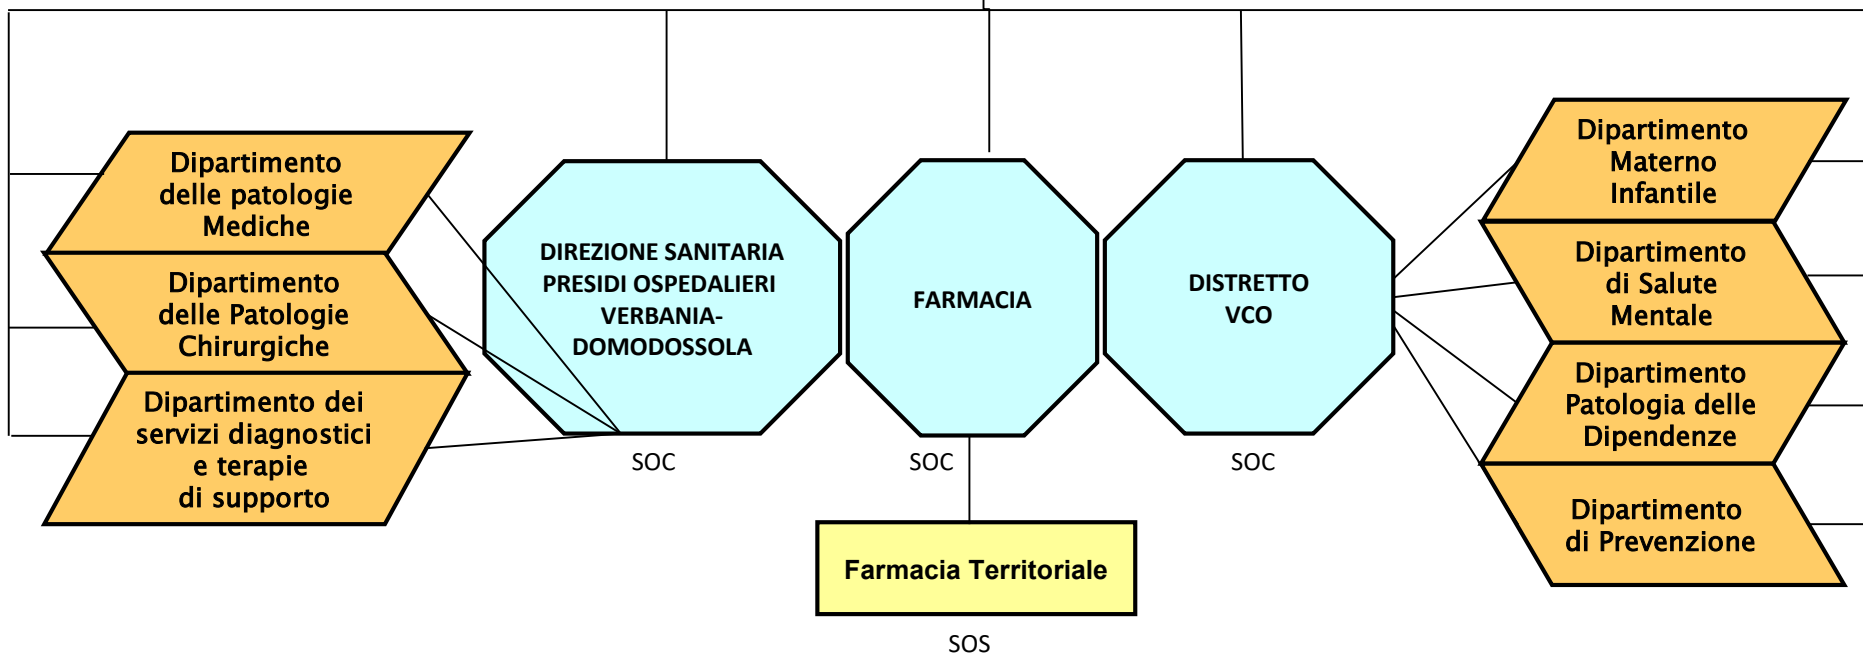 Dipartimento
delle patologie
Mediche
Dipartimento
delle Patologie
Chirurgiche
Dipartimento dei
servizi diagnostici
e terapie
di supporto
DIREZIONE SANITARIA
PRESIDI OSPEDALIERI
VERBANIA-
DOMODOSSOLA
SOC
FARMACIA
SOC
Farmacia Territoriale
SOS
DISTRETTO
VCO
SOC
Dipartimento
Materno
Infantile
Dipartimento
di Salute
Mentale
Dipartimento
Patologia delle
Dipendenze
Dipartimento
di Prevenzione